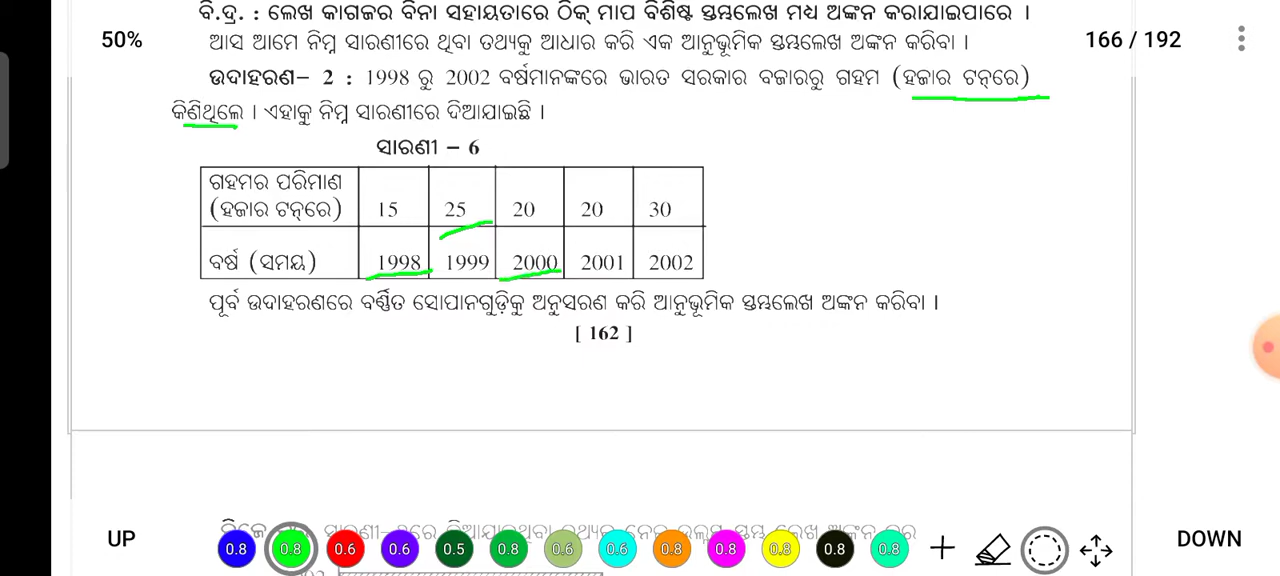 ବି.ଦ୍ର. : ଲେଖ କାଗଜର ବିନା ସହାୟତାରେ ଠିକ୍ ମାପ ବିଶିଷ୍ଟ ସ୍ତମ୍ଭଲେଖ ମଧ୍ୟ ଅଙ୍କନ କରାଯାଇପାରେ ।
50%
166 / 192
ଆସ ଆମେ ନିମ୍ନ ସାରଣୀରେ ଥିବା ତଥ୍ୟକୁ ଆଧାର କରି ଏକ ଆନୁଭୂମିକ ସ୍ତମ୍ଭଲେଖ ଅଙ୍କନ କରିବା ।
ଉଦାହରଣ– 2 : 1998 ରୁ 2002 ବର୍ଷମାନଙ୍କରେ ଭାରତ ସରକାର ବଜାରରୁ ଗହମ (ହଜାର ଟନ୍‌ରେ)
କିଣିଥିଲେ । ଏହାକୁ ନିମ୍ନ ସାରଣୀରେ ଦିଆଯାଇଛି ।
ସାରଣୀ – 6
ଗହମର ପରିମାଣ
(ହଜାର ଟନ୍‌ରେ) 15 25 20 20 30
ବର୍ଷ (ସମୟ) 1998 1999 2000 2001 2002
ପୂର୍ବ ଉଦାହରଣରେ ବର୍ଣ୍ଣିତ ସୋପାନଗୁଡ଼ିକୁ ଅନୁସରଣ କରି ଆନୁଭୂମିକ ସ୍ତମ୍ଭଲେଖ ଅଙ୍କନ କରିବା ।
[ 162 ]
UP
0.8 0.8 0.6 0.6 0.5 0.8 0.6 0.6 0.8 0.8 0.8 0.8 0.8
DOWN